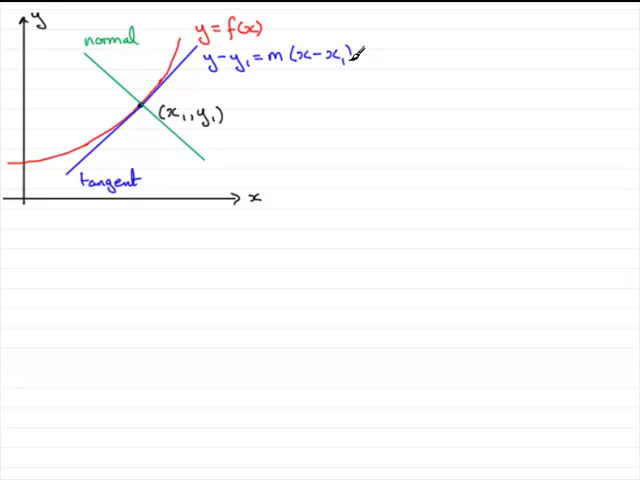 y
normal
y = f(x)
y - y₁ = m (x - x₁)
(x₁, y₁)
tangent
x